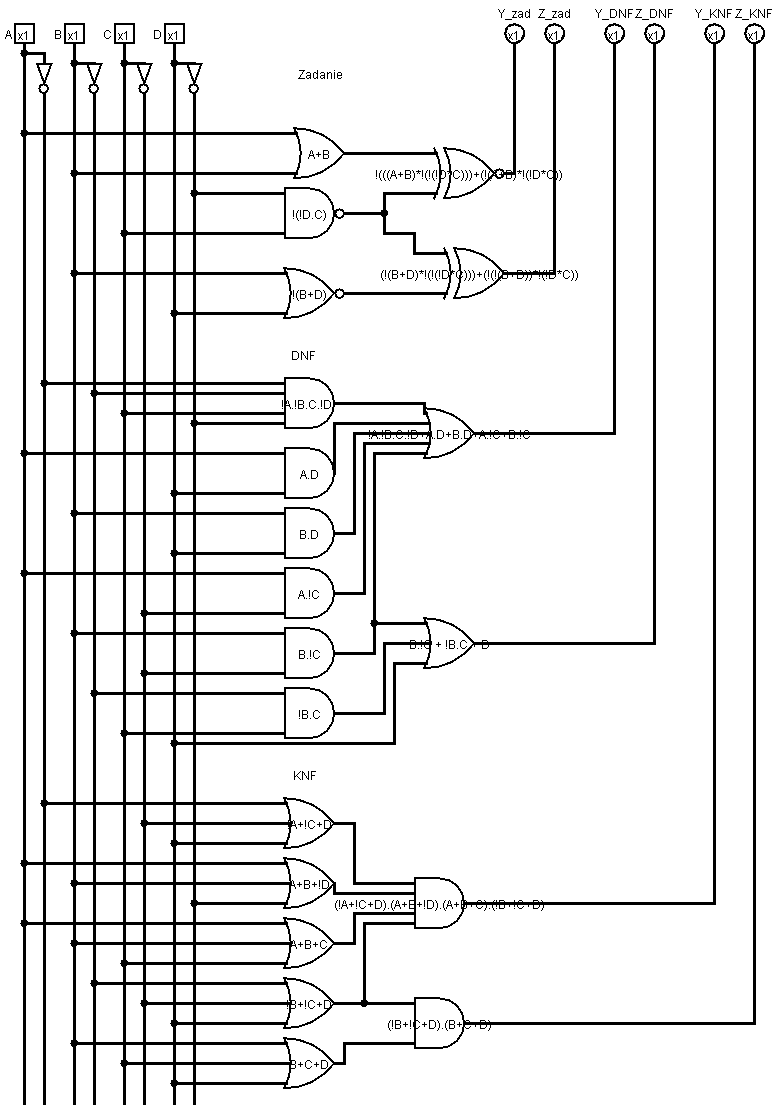 Y_zad Z_zad Y_DNF Z_DNF Y_KNF Z_KNF
A x1 B x1 C x1 D x1 x1 x1 x1 x1 x1 x1
Zadanie
A+B
!(!D.C)
!(B+D)
(!(B+D)*!(!(!D*C)))+(!(!(B+D))*!(!D*C))
DNF
!A.!B.C.!D
!A.!B.C.!D+A.D+B.D+A.!C+B.!C
A.D
B.D
A.!C
B.!C
B.!C + !B.C + D
!B.C
KNF
!A+!C+D
A+B+!D
(!A+!C+D).(A+B+!D).(A+B+C).(!B+!C+D)
A+B+C
!B+!C+D
(!B+!C+D).(B+C+D)
B+C+D